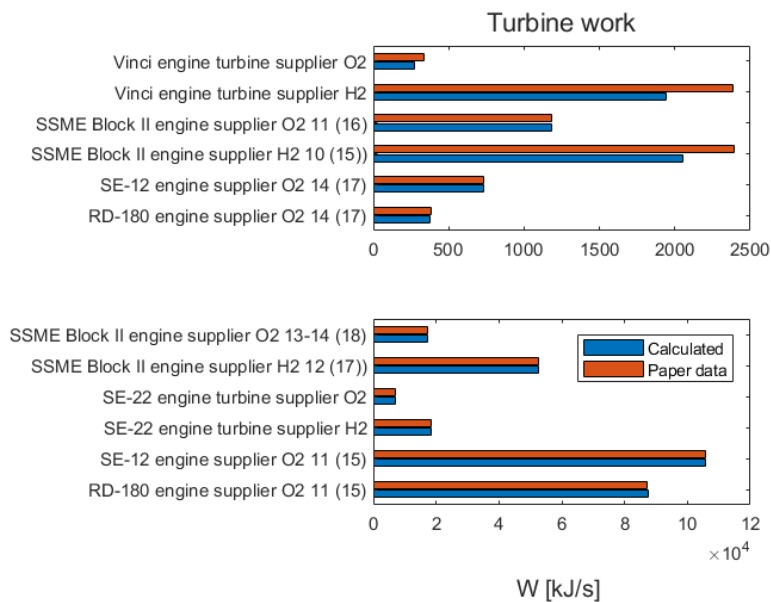 Turbine work
Vinci engine turbine supplier O2
Vinci engine turbine supplier H2
SSME Block II engine supplier O2 11 (16)
SSME Block II engine supplier H2 10 (15))
SE-12 engine supplier O2 14 (17)
RD-180 engine supplier O2 14 (17)
0 500 1000 1500 2000 2500
SSME Block II engine supplier O2 13-14 (18)
SSME Block II engine supplier H2 12 (17))
SE-22 engine turbine supplier O2
SE-22 engine turbine supplier H2
SE-12 engine supplier O2 11 (15)
RD-180 engine supplier O2 11 (15)
Calculated
Paper data
0 2 4 6 8 10 12
×10^4
W [kJ/s]